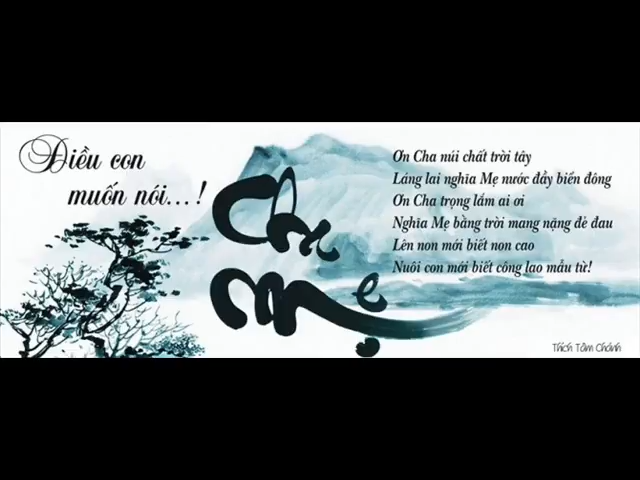 Điều con
muốn nói...!
Cha
Mẹ
Ơn Cha núi chất trời tây
Láng lai nghĩa Mẹ nước đầy biển đông
Ơn Cha trọng lắm ai ơi
Nghĩa Mẹ bằng trời mang nặng đẻ đau
Lên non mới biết non cao
Nuôi con mới biết công lao mẫu từ!
Thích Tâm Chánh